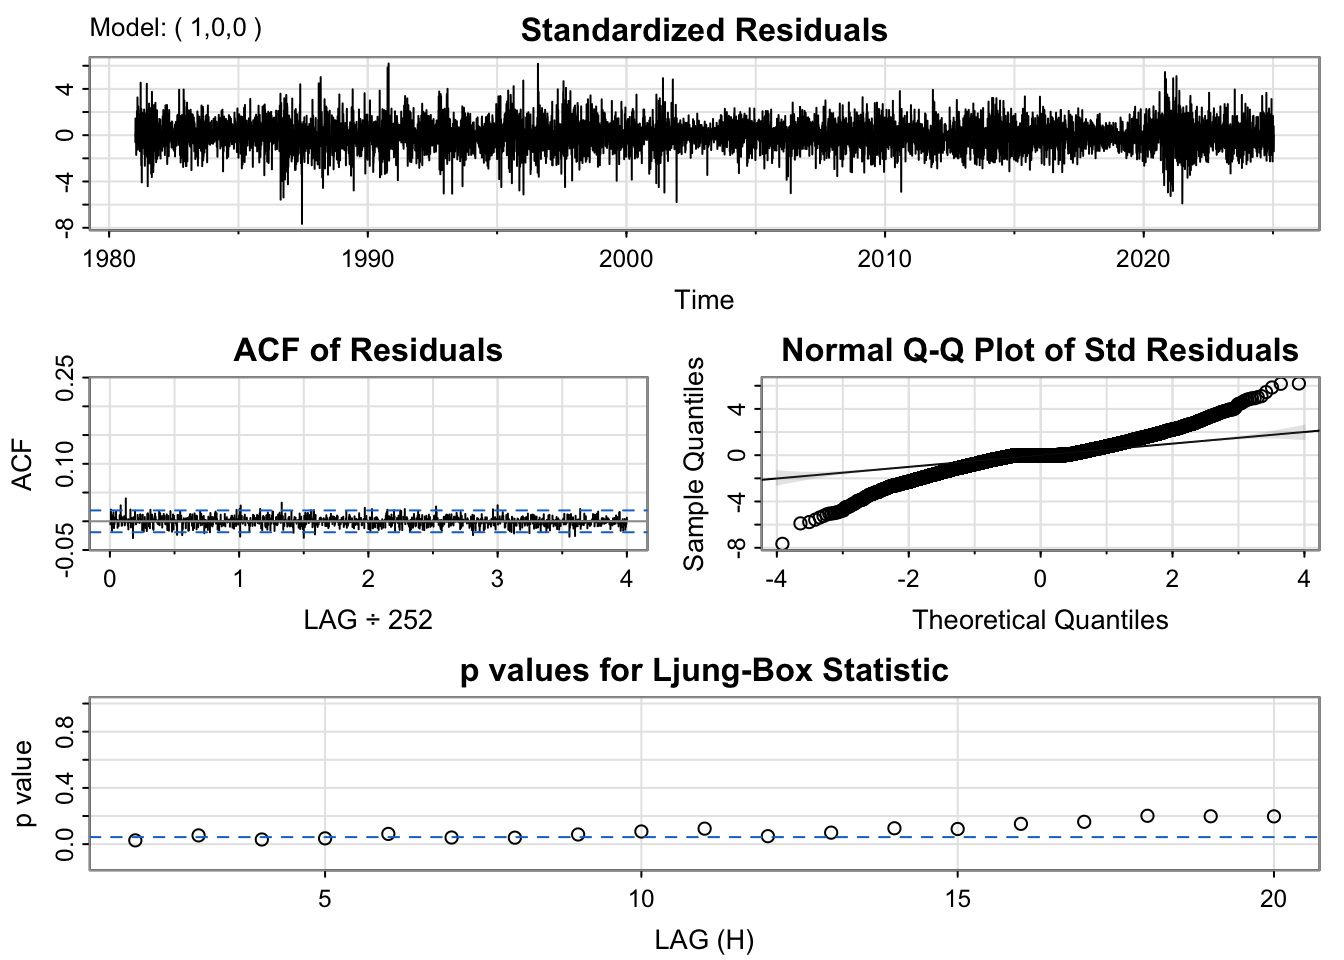 Model: ( 1,0,0 )
Standardized Residuals
4
0
-4
-8
1980 1990 2000 2010 2020
Time
ACF of Residuals
0.25
0.10
-0.05
ACF
0 1 2 3 4
LAG ÷ 252
Normal Q-Q Plot of Std Residuals
4
0
-4
-8
Sample Quantiles
-4 -2 0 2 4
Theoretical Quantiles
p values for Ljung-Box Statistic
0.8
0.4
0.0
p value
5 10 15 20
LAG (H)